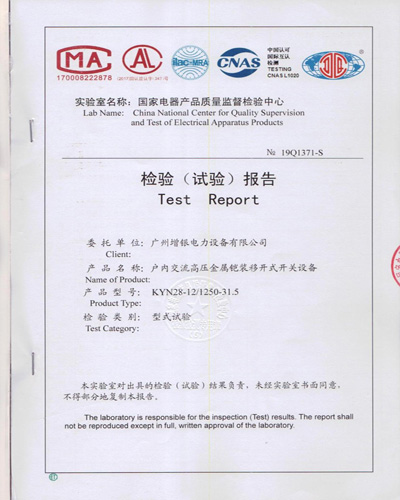 MA
170008222878
AL
ilac-MRA
CNAS
中国认可
国际互认
检测
TESTING
CNAS L1020
实验室名称：国家电器产品质量监督检验中心
Lab Name: China National Center for Quality Supervision
and Test of Electrical Apparatus Products
№ 19Q1371-S
检验（试验）报告
Test Report
委托单位：广州增银电力设备有限公司
Client:
产品名称：户内交流高压金属铠装移开式开关设备
Name of Product:
产品型号：KYN28-12/1250-31.5
Product Type:
检验类别：型式试验
Test Category:
本实验室对出具的检验（试验）结果负责，未经实验室书面同意，
不得部分地复制本报告。
The laboratory is responsible for the inspection (Test) results. The report shall
not be reproduced except in full, written approval of the laboratory.